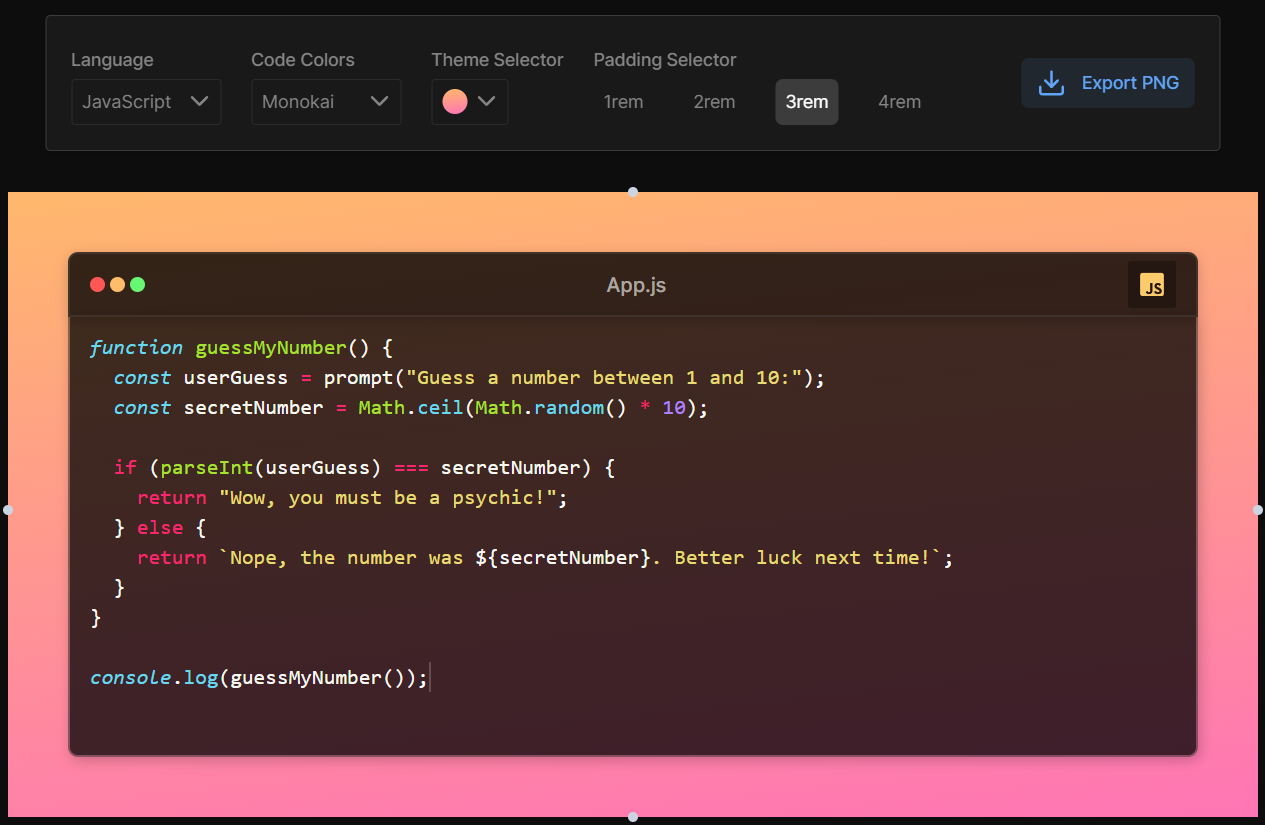 Language Code Colors Theme Selector Padding Selector
JavaScript Monokai 1rem 2rem 3rem 4rem Export PNG
App.js JS
function guessMyNumber() {
  const userGuess = prompt("Guess a number between 1 and 10:");
  const secretNumber = Math.ceil(Math.random() * 10);

  if (parseInt(userGuess) === secretNumber) {
    return "Wow, you must be a psychic!";
  } else {
    return `Nope, the number was ${secretNumber}. Better luck next time!`;
  }
}

console.log(guessMyNumber());